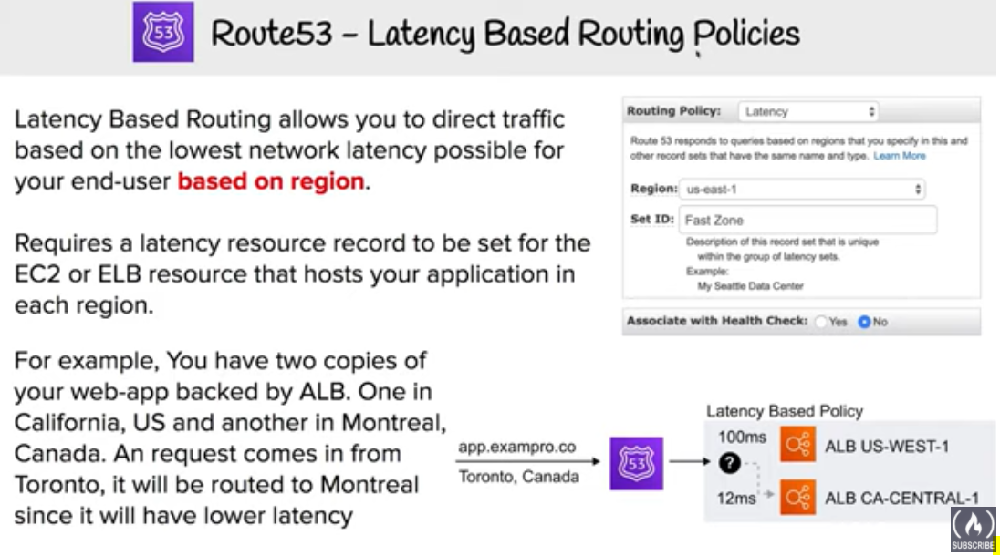 53
Route53 - Latency Based Routing Policies
Latency Based Routing allows you to direct traffic
based on the lowest network latency possible for
your end-user based on region.
Requires a latency resource record to be set for the
EC2 or ELB resource that hosts your application in
each region.
For example, You have two copies of
your web-app backed by ALB. One in
California, US and another in Montreal,
Canada. An request comes in from
Toronto, it will be routed to Montreal
since it will have lower latency
Routing Policy: Latency
Route 53 responds to queries based on regions that you specify in this and
other record sets that have the same name and type. Learn More
Region: us-east-1
Set ID: Fast Zone
Description of this record set that is unique
within the group of latency sets.
Example:
My Seattle Data Center
Associate with Health Check: Yes No
app.exampro.co
Toronto, Canada
53
Latency Based Policy
100ms
ALB US-WEST-1
?
12ms
ALB CA-CENTRAL-1
SUBSCRIBE